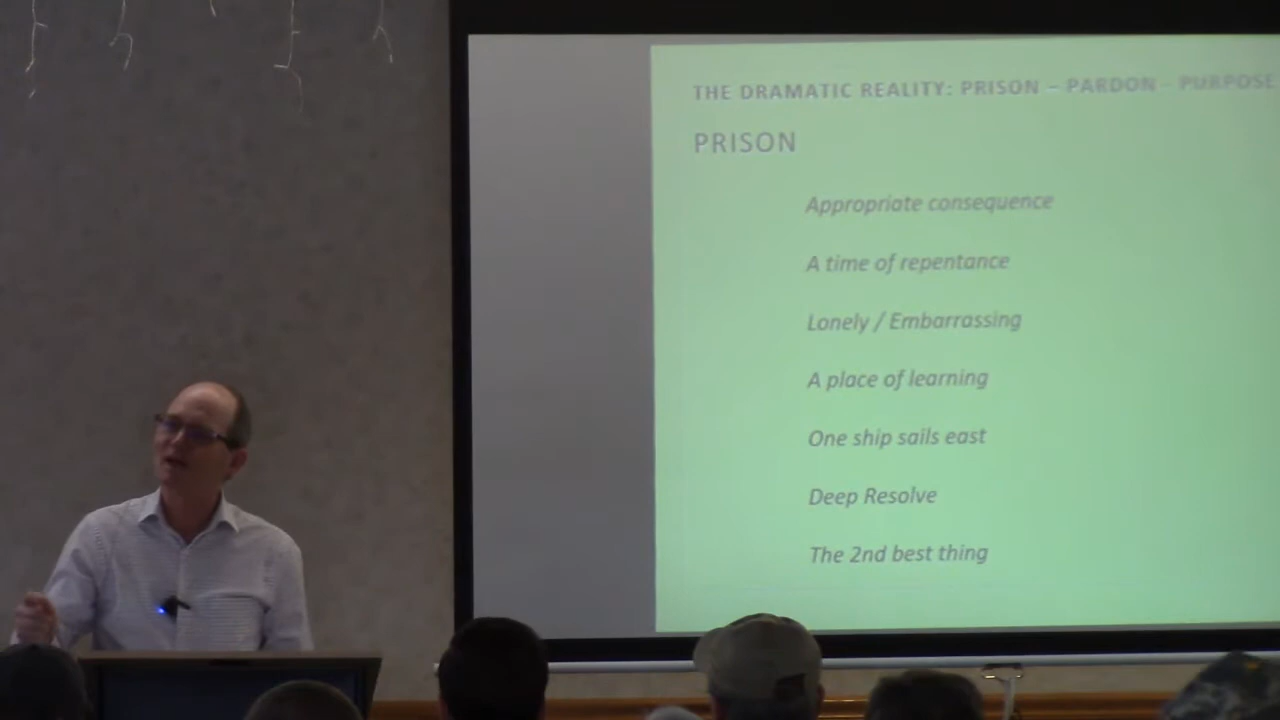 THE DRAMATIC REALITY: PRISON – PARDON - PURPOSE
PRISON
Appropriate consequence
A time of repentance
Lonely / Embarrassing
A place of learning
One ship sails east
Deep Resolve
The 2nd best thing